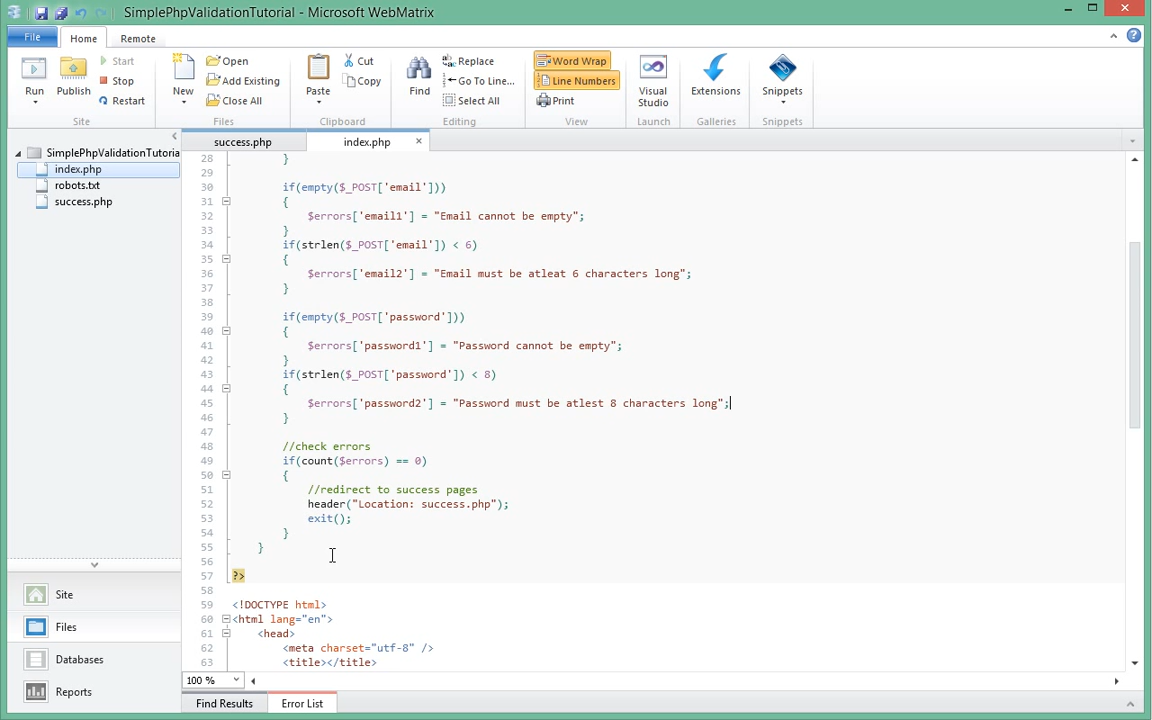 SimplePhpValidationTutorial - Microsoft WebMatrix
File Home Remote
Run Publish Start Stop Restart New Open Add Existing Close All Paste Cut Copy Find Replace Go To Line... Select All Word Wrap Line Numbers Print Visual Studio Extensions Snippets
Site Files Clipboard Editing View Launch Galleries Snippets
success.php index.php
SimplePhpValidationTutoria
index.php
robots.txt
success.php
28 }
29
30 if(empty($_POST['email']))
31 {
32 $errors['email1'] = "Email cannot be empty";
33 }
34 if(strlen($_POST['email']) < 6)
35 {
36 $errors['email2'] = "Email must be atleat 6 characters long";
37 }
38
39 if(empty($_POST['password']))
40 {
41 $errors['password1'] = "Password cannot be empty";
42 }
43 if(strlen($_POST['password']) < 8)
44 {
45 $errors['password2'] = "Password must be atlest 8 characters long";
46 }
47
48 //check errors
49 if(count($errors) == 0)
50 {
51 //redirect to success pages
52 header("Location: success.php");
53 exit();
54 }
55 }
56
57 ?>
58
59 <!DOCTYPE html>
60 <html lang="en">
61 <head>
62 <meta charset="utf-8" />
63 <title></title>
Site
Files
Databases
Reports
100 %
Find Results Error List